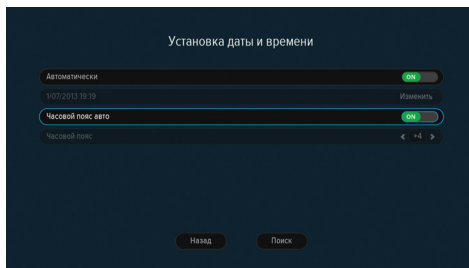 Установка даты и времени
Автоматически ON
1/07/2013 19:19 Изменить
Часовой пояс авто ON
Часовой пояс < +4 >
Назад Поиск